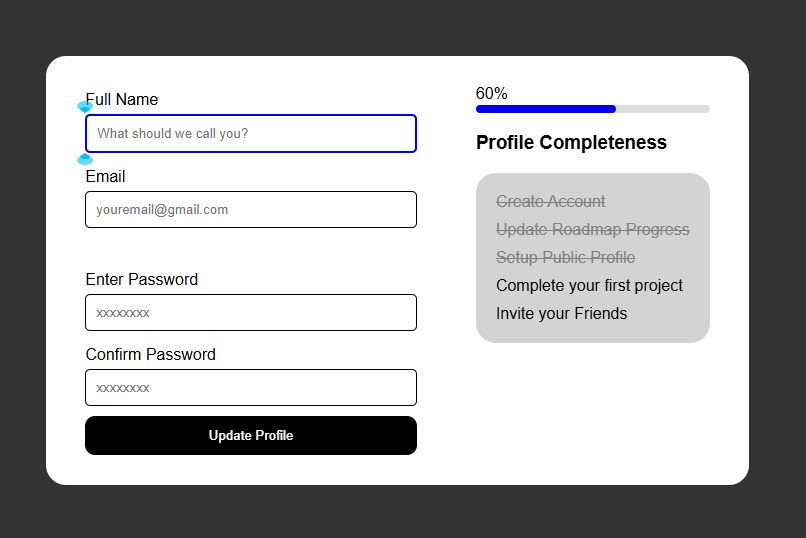 Full Name
What should we call you?
Email
youremail@gmail.com
Enter Password
xxxxxxxx
Confirm Password
xxxxxxxx
Update Profile
60%
Profile Completeness
Create Account
Update Roadmap Progress
Setup Public Profile
Complete your first project
Invite your Friends